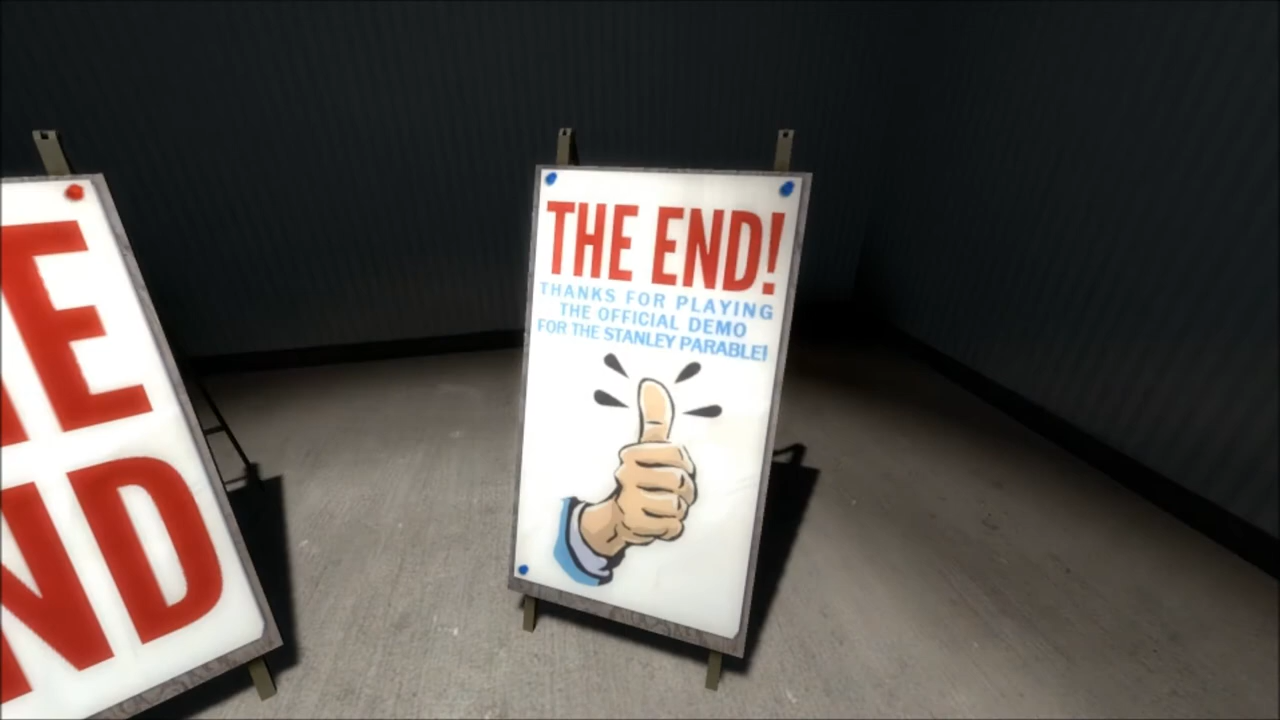 E
ND
THE END!
THANKS FOR PLAYING
THE OFFICIAL DEMO
FOR THE STANLEY PARABLE!